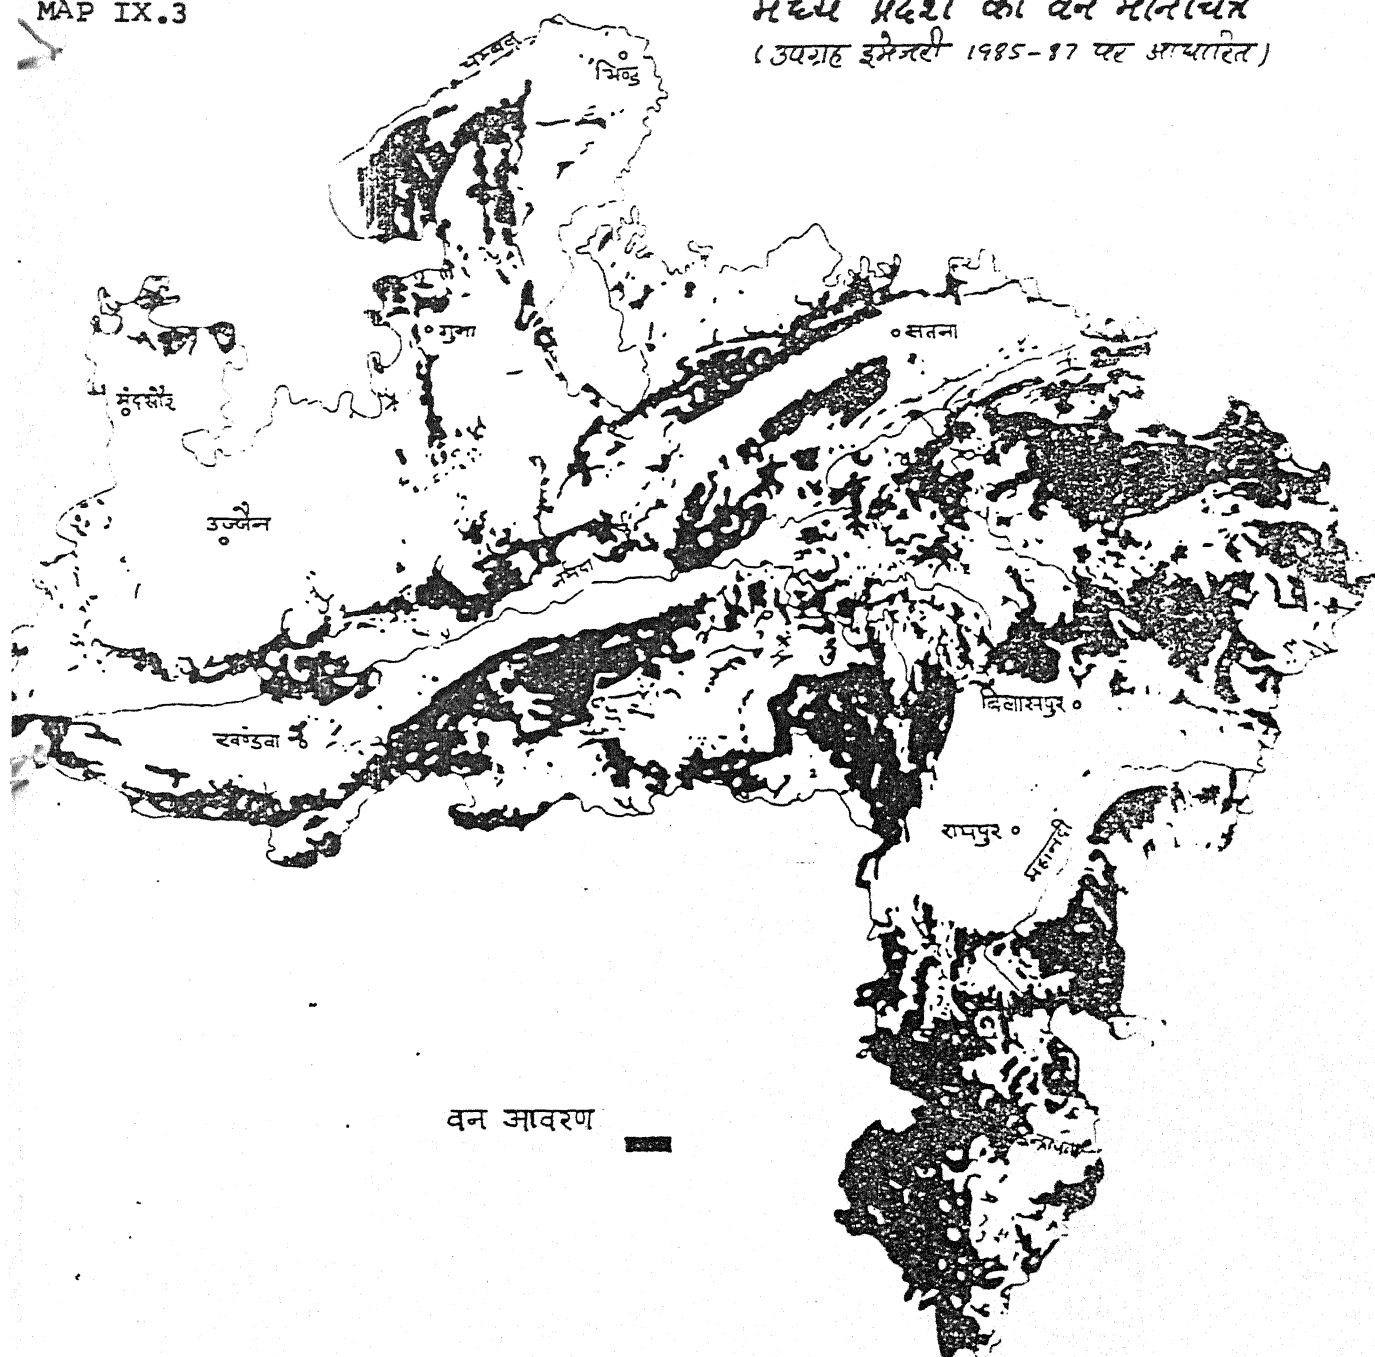 MAP IX.3
मध्य प्रदेश का वन मानचित्र
(उपग्रह इमेजरी 1985-87 पर आधारित)
चम्बल
भिण्ड
गुना
सतना
मंदसौर
उज्जैन
नर्मदा
खण्डवा
बिलासपुर
रायपुर
महानदी
वन आवरण